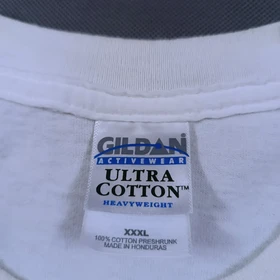 GILDAN
ACTIVEWEAR
ULTRA
COTTON™
HEAVYWEIGHT
XXXL
100% COTTON PRESHRUNK
MADE IN HONDURAS